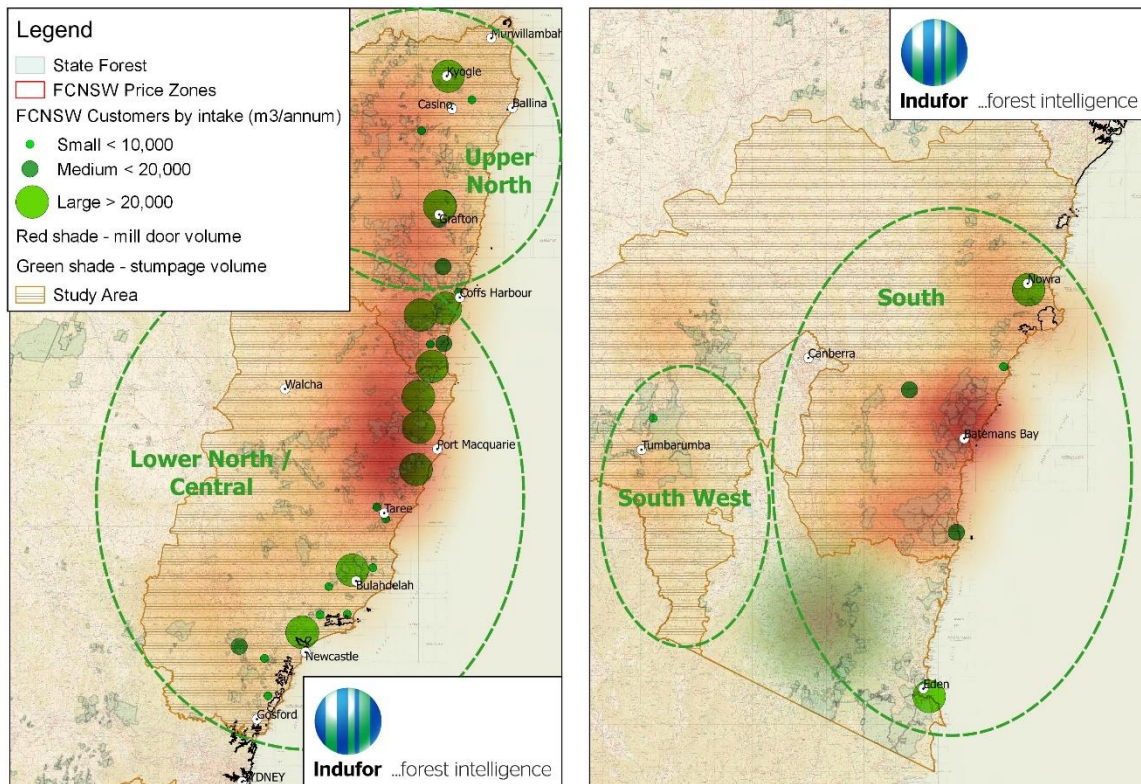 Legend
State Forest
FCNSW Price Zones
FCNSW Customers by intake (m3/annum)
Small < 10,000
Medium < 20,000
Large > 20,000
Red shade - mill door volume
Green shade - stumpage volume
Study Area
Murwillambah
Kyogle
Casino
Ballina
Upper
North
Grafton
Coffs Harbour
Walcha
Port Macquarie
Lower North /
Central
Taree
Bulahdelah
Newcastle
Gosford
YDNEY
Indufor ...forest intelligence
Indufor ...forest intelligence
Nowra
South
Canberra
Batemans Bay
Tumbarumba
South West
Eden